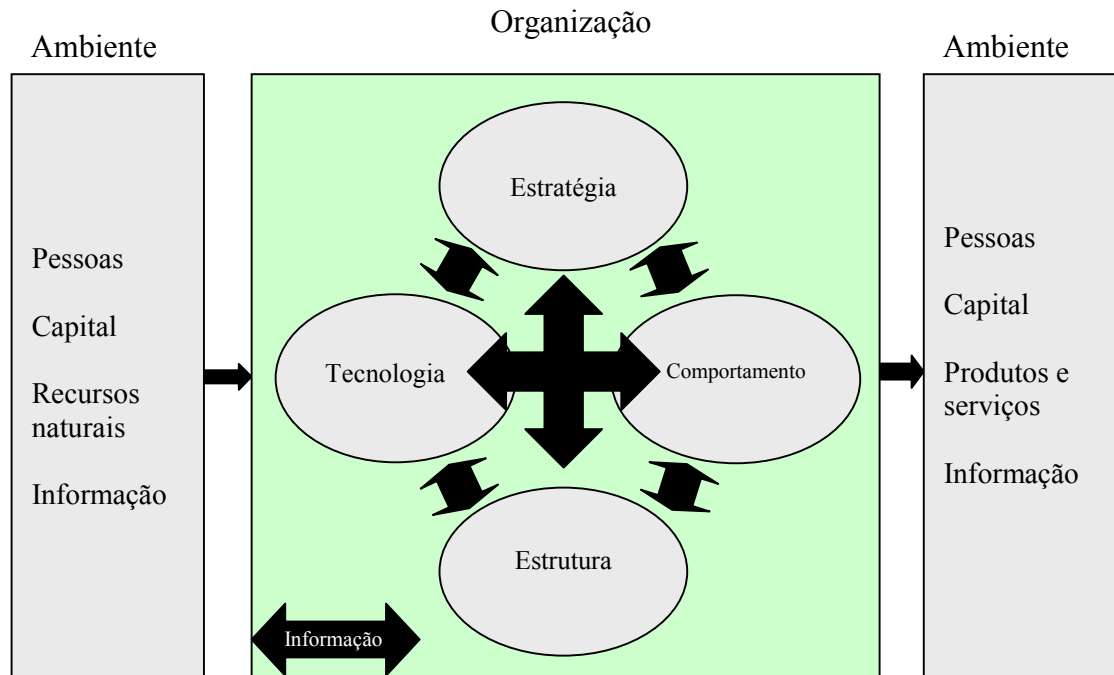 Organização
Ambiente
Pessoas
Capital
Recursos
naturais
Informação
Estratégia
Tecnologia
Comportamento
Estrutura
Informação
Ambiente
Pessoas
Capital
Produtos e
serviços
Informação